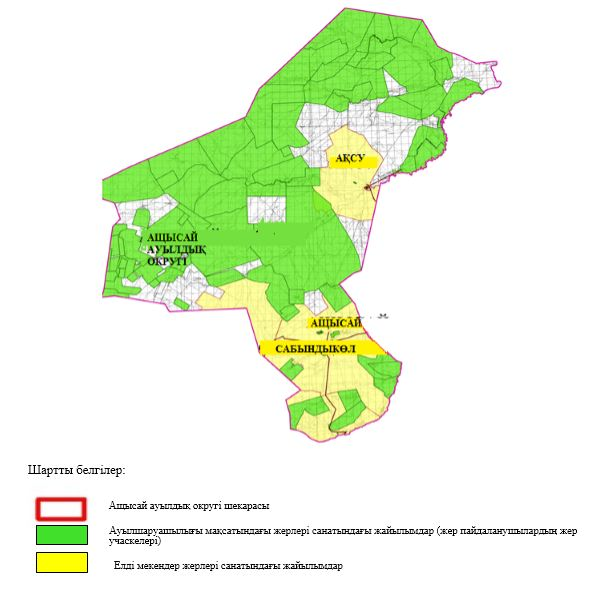 АҚСУ
АЩЫСАЙ
АУЫЛДЫҚ
ОКРУГІ
АЩЫСАЙ
САБЫНДЫКӨЛ
Шартты белгілер:
Ащысай ауылдық округі шекарасы
Ауылшаруашылығы мақсатындағы жерлері санатындағы жайылымдар (жер пайдаланушылардың жер
учаскелері)
Елді мекендер жерлері санатындағы жайылымдар